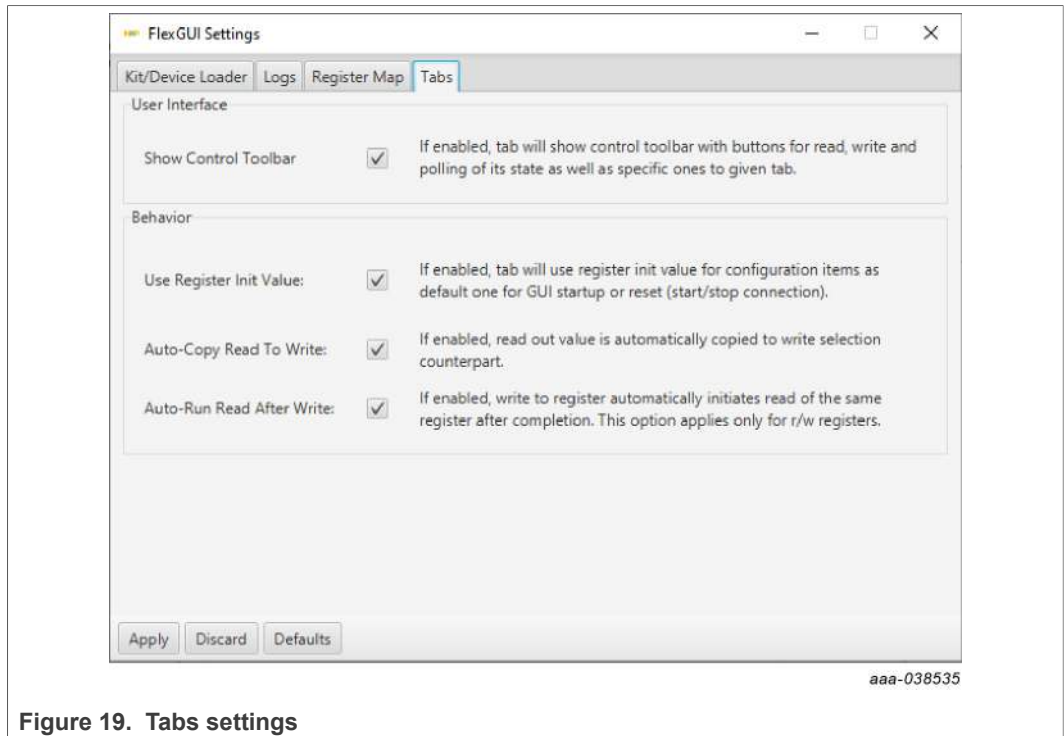 FlexGUI Settings
Kit/Device Loader Logs Register Map Tabs
User Interface
Show Control Toolbar
If enabled, tab will show control toolbar with buttons for read, write and
polling of its state as well as specific ones to given tab.
Behavior
Use Register Init Value:
If enabled, tab will use register init value for configuration items as
default one for GUI startup or reset (start/stop connection).
Auto-Copy Read To Write:
If enabled, read out value is automatically copied to write selection
counterpart.
Auto-Run Read After Write:
If enabled, write to register automatically initiates read of the same
register after completion. This option applies only for r/w registers.
Apply Discard Defaults
aaa-038535
Figure 19. Tabs settings